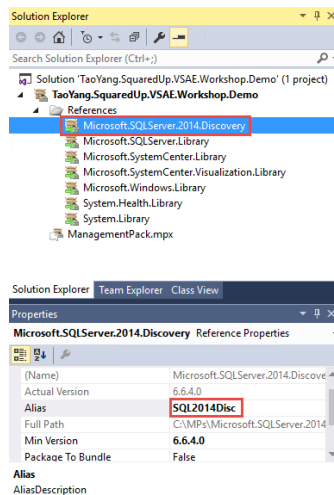 Solution Explorer
Search Solution Explorer (Ctrl+;)
Solution 'TaoYang.SquaredUp.VSAE.Workshop.Demo' (1 project)
TaoYang.SquaredUp.VSAE.Workshop.Demo
References
Microsoft.SQLServer.2014.Discovery
Microsoft.SQLServer.Library
Microsoft.SystemCenter.Library
Microsoft.SystemCenter.Visualization.Library
Microsoft.Windows.Library
System.Health.Library
System.Library
ManagementPack.mpx
Solution Explorer Team Explorer Class View
Properties
Microsoft.SQLServer.2014.Discovery Reference Properties
(Name) Microsoft.SQLServer.2014.Discove
Actual Version 6.6.4.0
Alias SQL2014Disc
Full Path C:\MPs\Microsoft.SQLServer.2014
Min Version 6.6.4.0
Package To Bundle False
Alias
AliasDescription